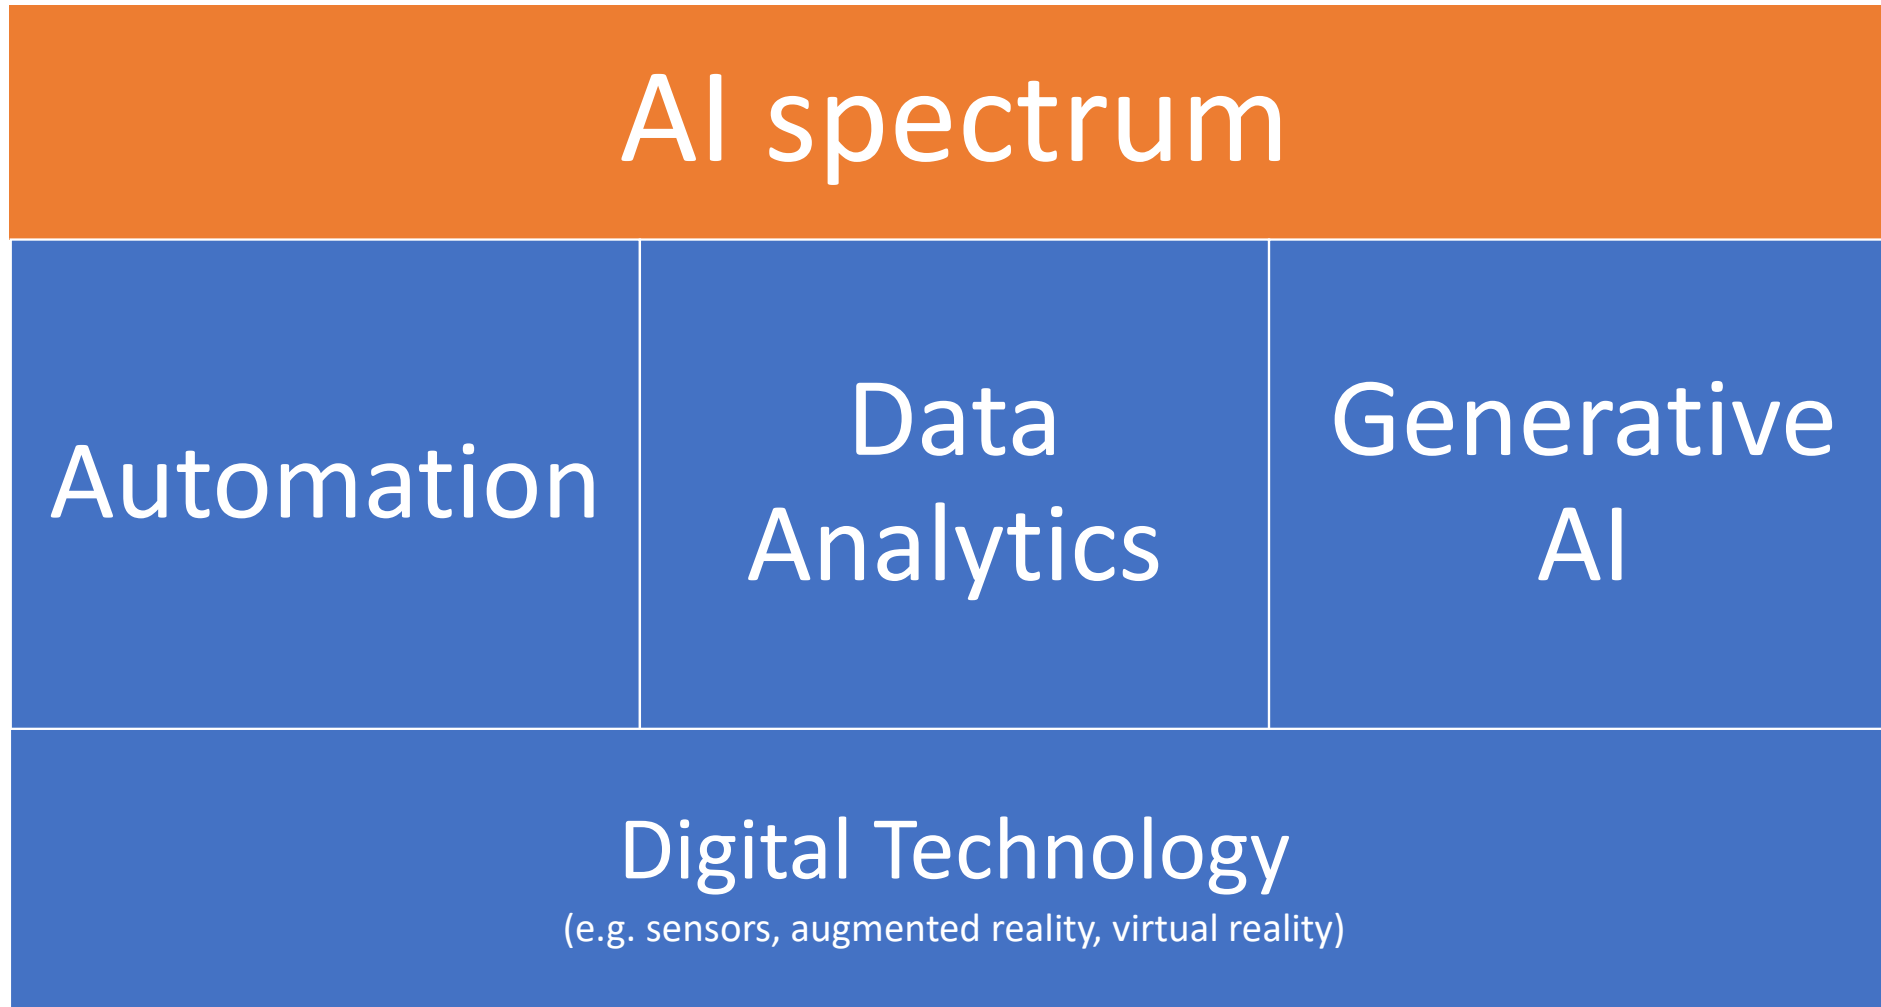 AI spectrum
Automation
Data
Analytics
Generative
AI
Digital Technology
(e.g. sensors, augmented reality, virtual reality)